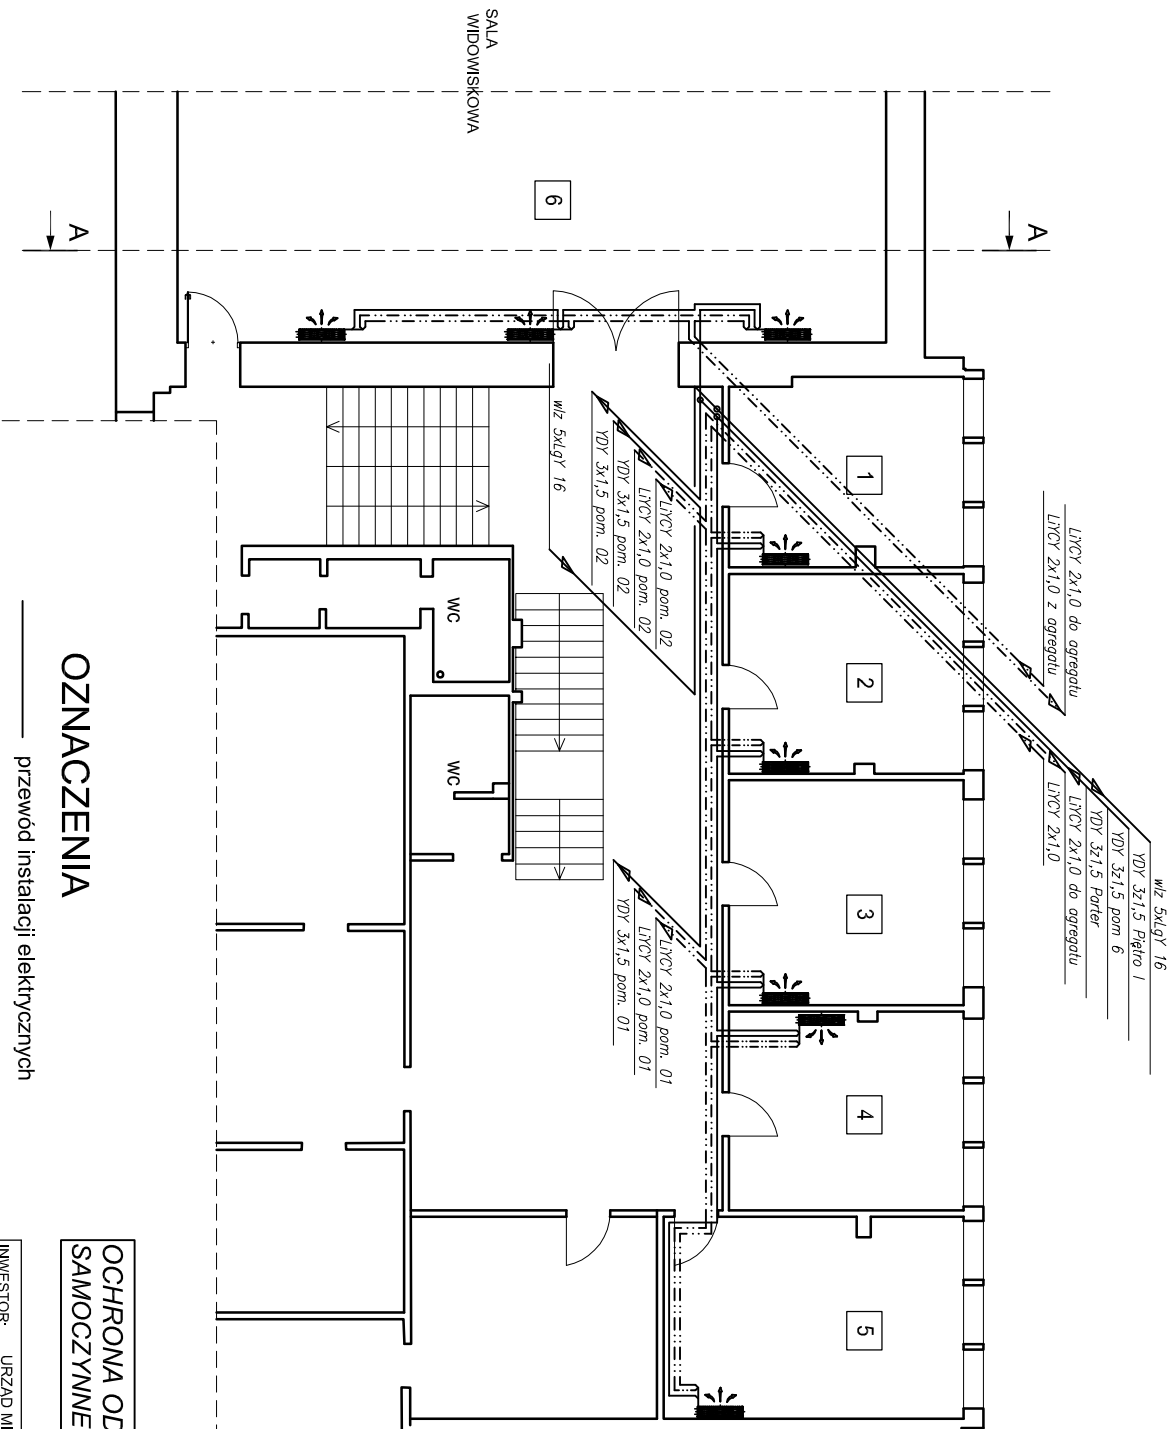 SALA
WIDOWISKOWA
6
A
A
1
2
3
4
5
WC
WC
LiYCY 2x1,0 do agregatu
LiYCY 2x1,0 z agregatu
wlz 5xLgY 16
YDY 3z1,5 Piętro I
YDY 3z1,5 pom 6
YDY 3z1,5 Parter
LiYCY 2x1,0 do agregatu
LiYCY 2x1,0
LiYCY 2x1,0 pom. 02
LiYCY 2x1,0 pom. 02
YDY 3x1,5 pom. 02
YDY 3x1,5 pom. 02
wlz 5xLgY 16
LiYCY 2x1,0 pom. 01
LiYCY 2x1,0 pom. 01
YDY 3x1,5 pom. 01
OZNACZENIA
przewód instalacji elektrycznych
OCHRONA OD
SAMOCZYNNE
INWESTOR: URZĄD